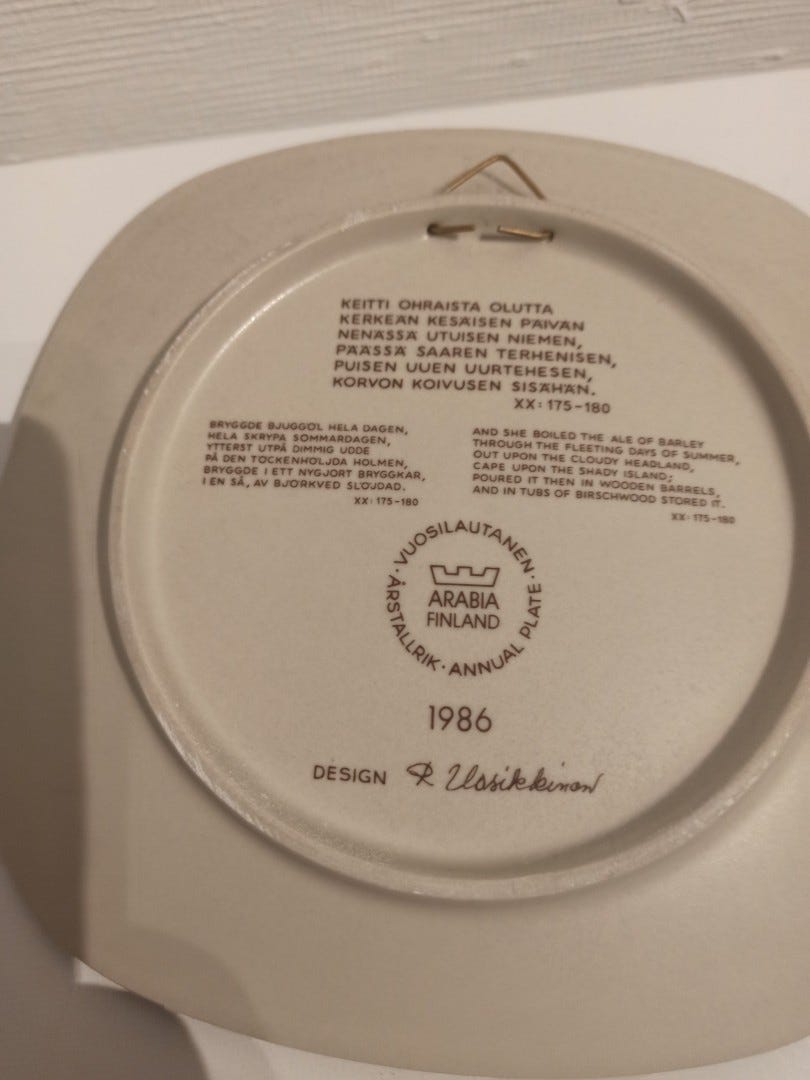 KEITTI OHRAISTA OLUTTA
KERKEÄN KESÄISEN PÄIVÄN
NENÄSSÄ UTUISEN NIEMEN,
PÄÄSSÄ SAAREN TERHENISEN,
PUISEN UUEN UURTEHESEN,
KORVON KOIVUSEN SISÄHÄN.
XX: 175-180
BRYGGDE BJUGGÖL HELA DAGEN,
HELA SKRYPA SOMMARDAGEN,
YTTERST UTPÅ DIMMIG UDDE
PÅ DEN TÖCKENHÖLJDA HOLMEN,
BRYGGDE I ETT NYGJORT BRYGGKAR,
I EN SÅ, AV BJÖRKVED SLÖJDAD.
XX: 175-180
AND SHE BOILED THE ALE OF BARLEY
THROUGH THE FLEETING DAYS OF SUMMER,
OUT UPON THE CLOUDY HEADLAND,
CAPE UPON THE SHADY ISLAND;
POURED IT THEN IN WOODEN BARRELS,
AND IN TUBS OF BIRSCHWOOD STORED IT.
XX: 175-180
· VUOSILAUTANEN · ANNUAL PLATE · ÅRSTALLRIK
ARABIA
FINLAND
1986
DESIGN R Uosikkinen